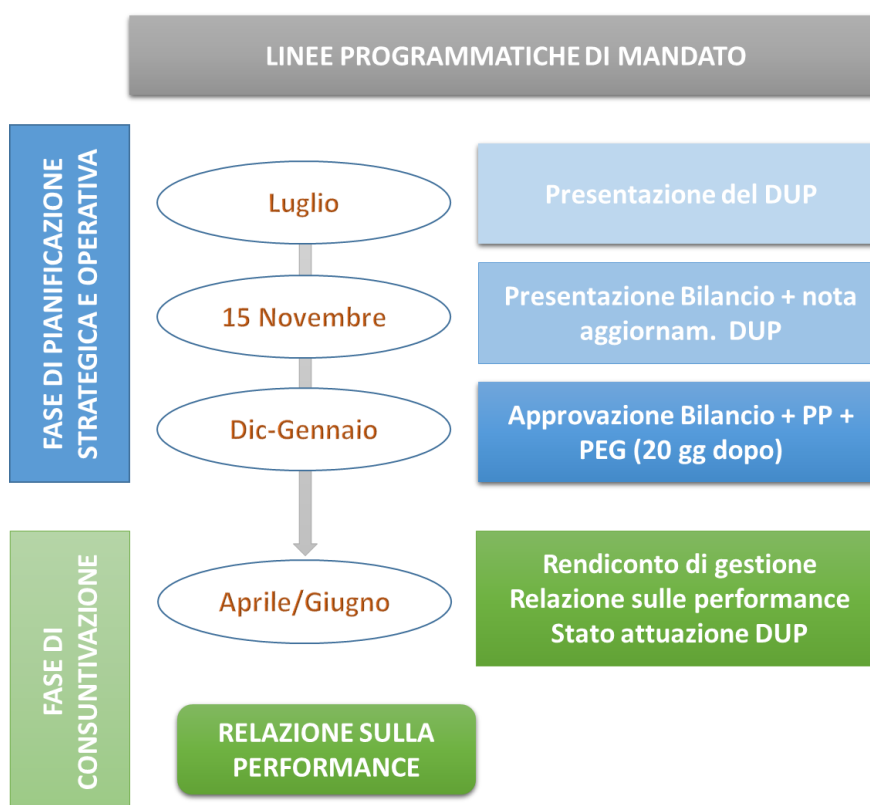 LINEE PROGRAMMATICHE DI MANDATO
FASE DI PIANIFICAZIONE
STRATEGICA E OPERATIVA
Luglio
Presentazione del DUP
15 Novembre
Presentazione Bilancio + nota
aggiornam. DUP
Dic-Gennaio
Approvazione Bilancio + PP +
PEG (20 gg dopo)
FASE DI
CONSUNTIVAZIONE
Aprile/Giugno
Rendiconto di gestione
Relazione sulle performance
Stato attuazione DUP
RELAZIONE SULLA
PERFORMANCE